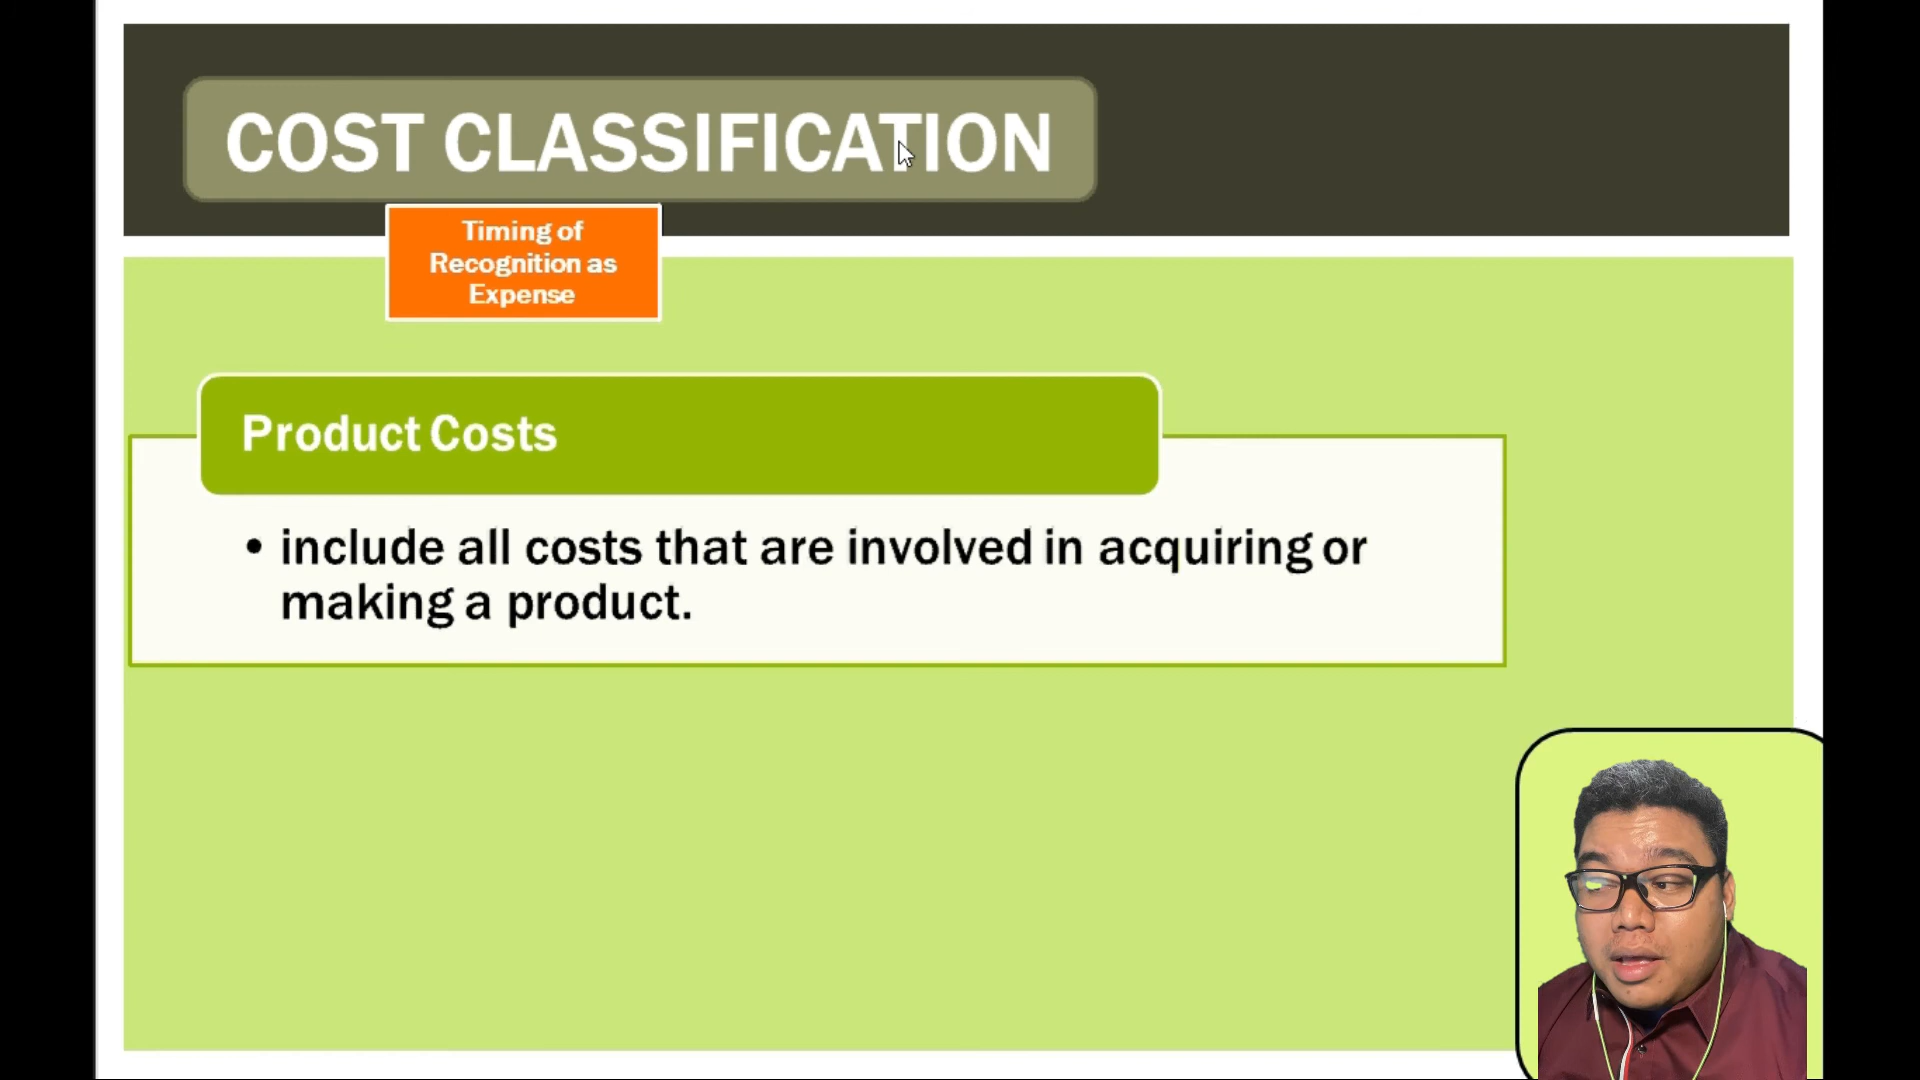 COST CLASSIFICATION
Timing of
Recognition as
Expense
Product Costs
• include all costs that are involved in acquiring or
making a product.